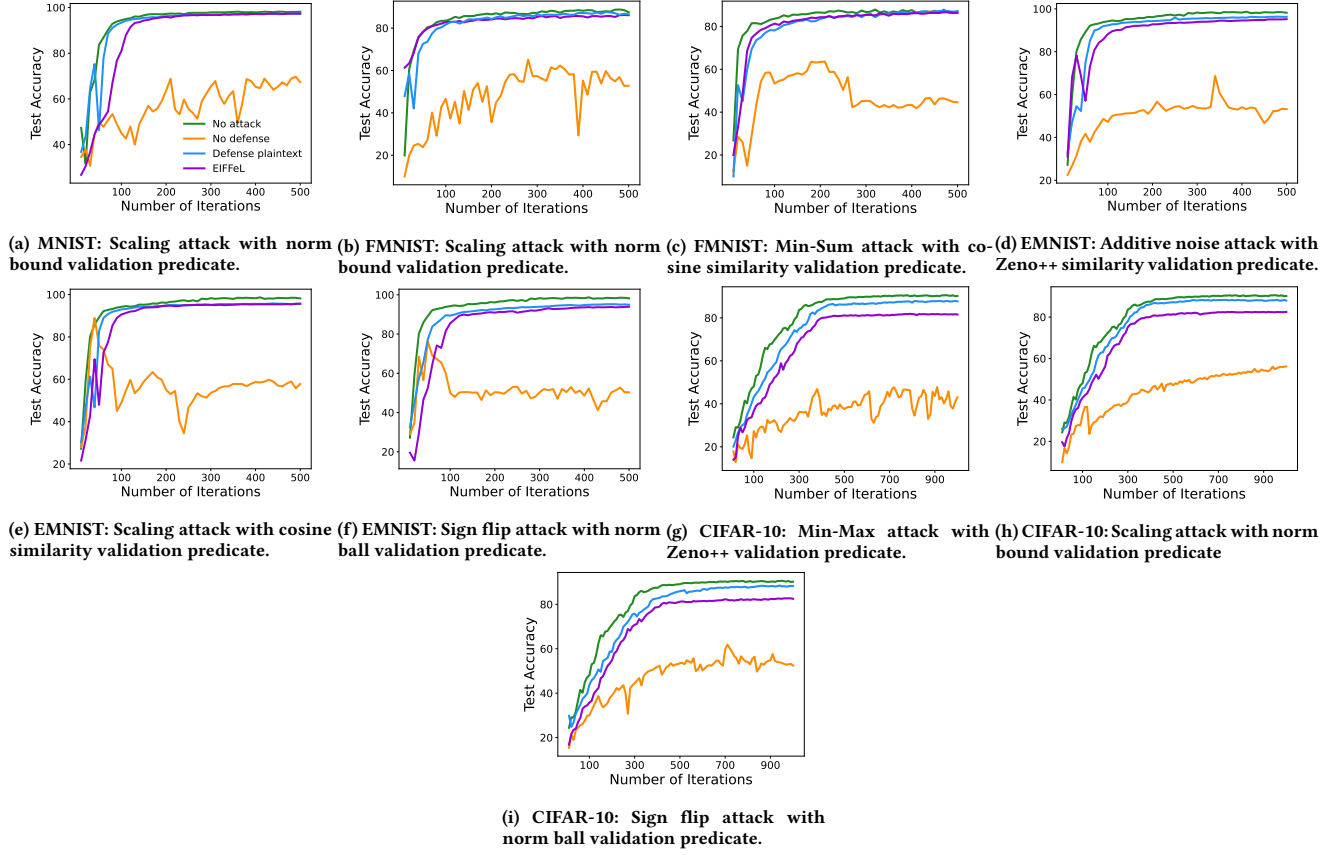 100
80
60
40
Test Accuracy
No attack
No defense
Defense plaintext
EIFFeL
100 200 300 400 500
Number of Iterations
(a) MNIST: Scaling attack with norm
bound validation predicate.
80
60
40
20
Test Accuracy
100 200 300 400 500
Number of Iterations
(b) FMNIST: Scaling attack with norm
bound validation predicate.
80
60
40
20
Test Accuracy
100 200 300 400 500
Number of Iterations
(c) FMNIST: Min-Sum attack with co-
sine similarity validation predicate.
100
80
60
40
20
Test Accuracy
100 200 300 400 500
Number of Iterations
(d) EMNIST: Additive noise attack with
Zeno++ similarity validation predicate.
100
80
60
40
20
Test Accuracy
100 200 300 400 500
Number of Iterations
(e) EMNIST: Scaling attack with cosine
similarity validation predicate.
100
80
60
40
20
Test Accuracy
100 200 300 400 500
Number of Iterations
(f) EMNIST: Sign flip attack with norm
ball validation predicate.
80
60
40
20
Test Accuracy
100 300 500 700 900
Number of Iterations
(g) CIFAR-10: Min-Max attack with
Zeno++ validation predicate.
80
60
40
20
Test Accuracy
100 300 500 700 900
Number of Iterations
(h) CIFAR-10: Scaling attack with norm
bound validation predicate
80
60
40
20
Test Accuracy
100 300 500 700 900
Number of Iterations
(i) CIFAR-10: Sign flip attack with
norm ball validation predicate.